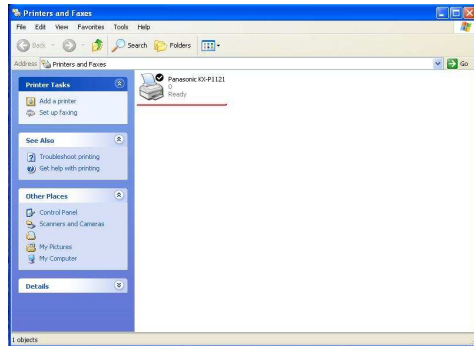 Printers and Faxes
File Edit View Favorites Tools Help
Back Search Folders
Address Printers and Faxes Go
Printer Tasks
Add a printer
Set up faxing
See Also
Troubleshoot printing
Get help with printing
Other Places
Control Panel
Scanners and Cameras
My Pictures
My Computer
Details
Panasonic KX-P1121
0
Ready
1 objects